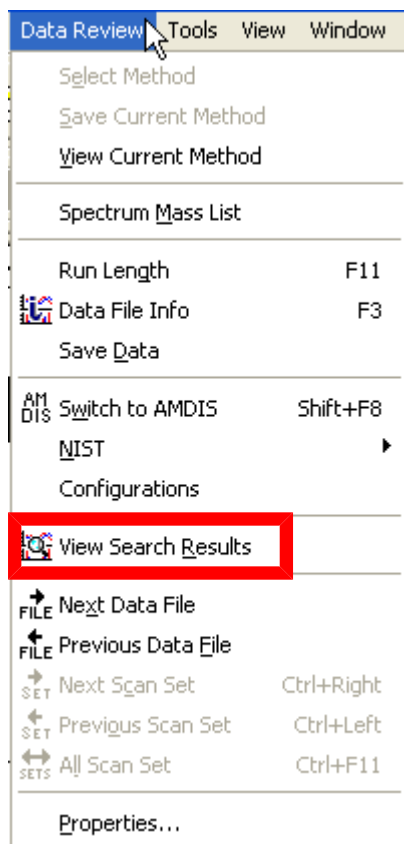 Data Review Tools View Window
Select Method
Save Current Method
View Current Method
Spectrum Mass List
Run Length F11
Data File Info F3
Save Data
AM
DIS Switch to AMDIS Shift+F8
NIST
Configurations
View Search Results
FILE Next Data File
FILE Previous Data File
SET Next Scan Set Ctrl+Right
SET Previous Scan Set Ctrl+Left
SETS All Scan Set Ctrl+F11
Properties...